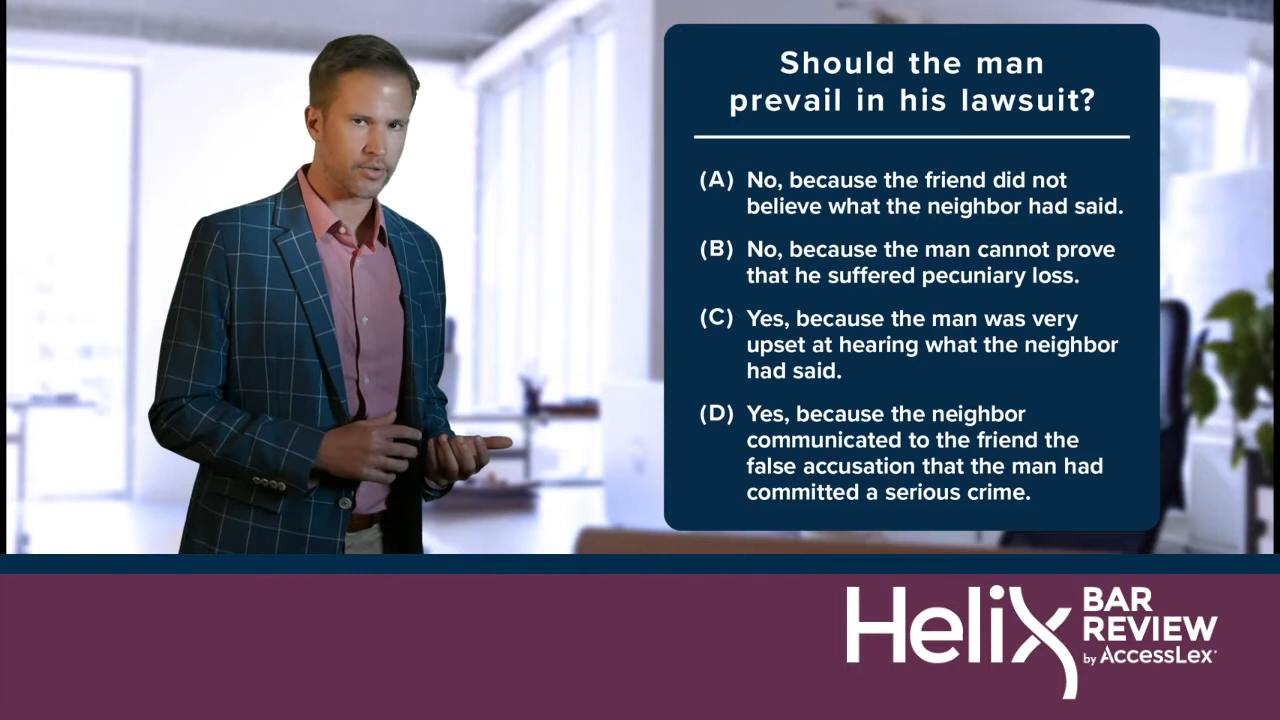 Should the man
prevail in his lawsuit?
(A) No, because the friend did not
believe what the neighbor had said.
(B) No, because the man cannot prove
that he suffered pecuniary loss.
(C) Yes, because the man was very
upset at hearing what the neighbor
had said.
(D) Yes, because the neighbor
communicated to the friend the
false accusation that the man had
committed a serious crime.
Helix BAR
REVIEW
by AccessLex